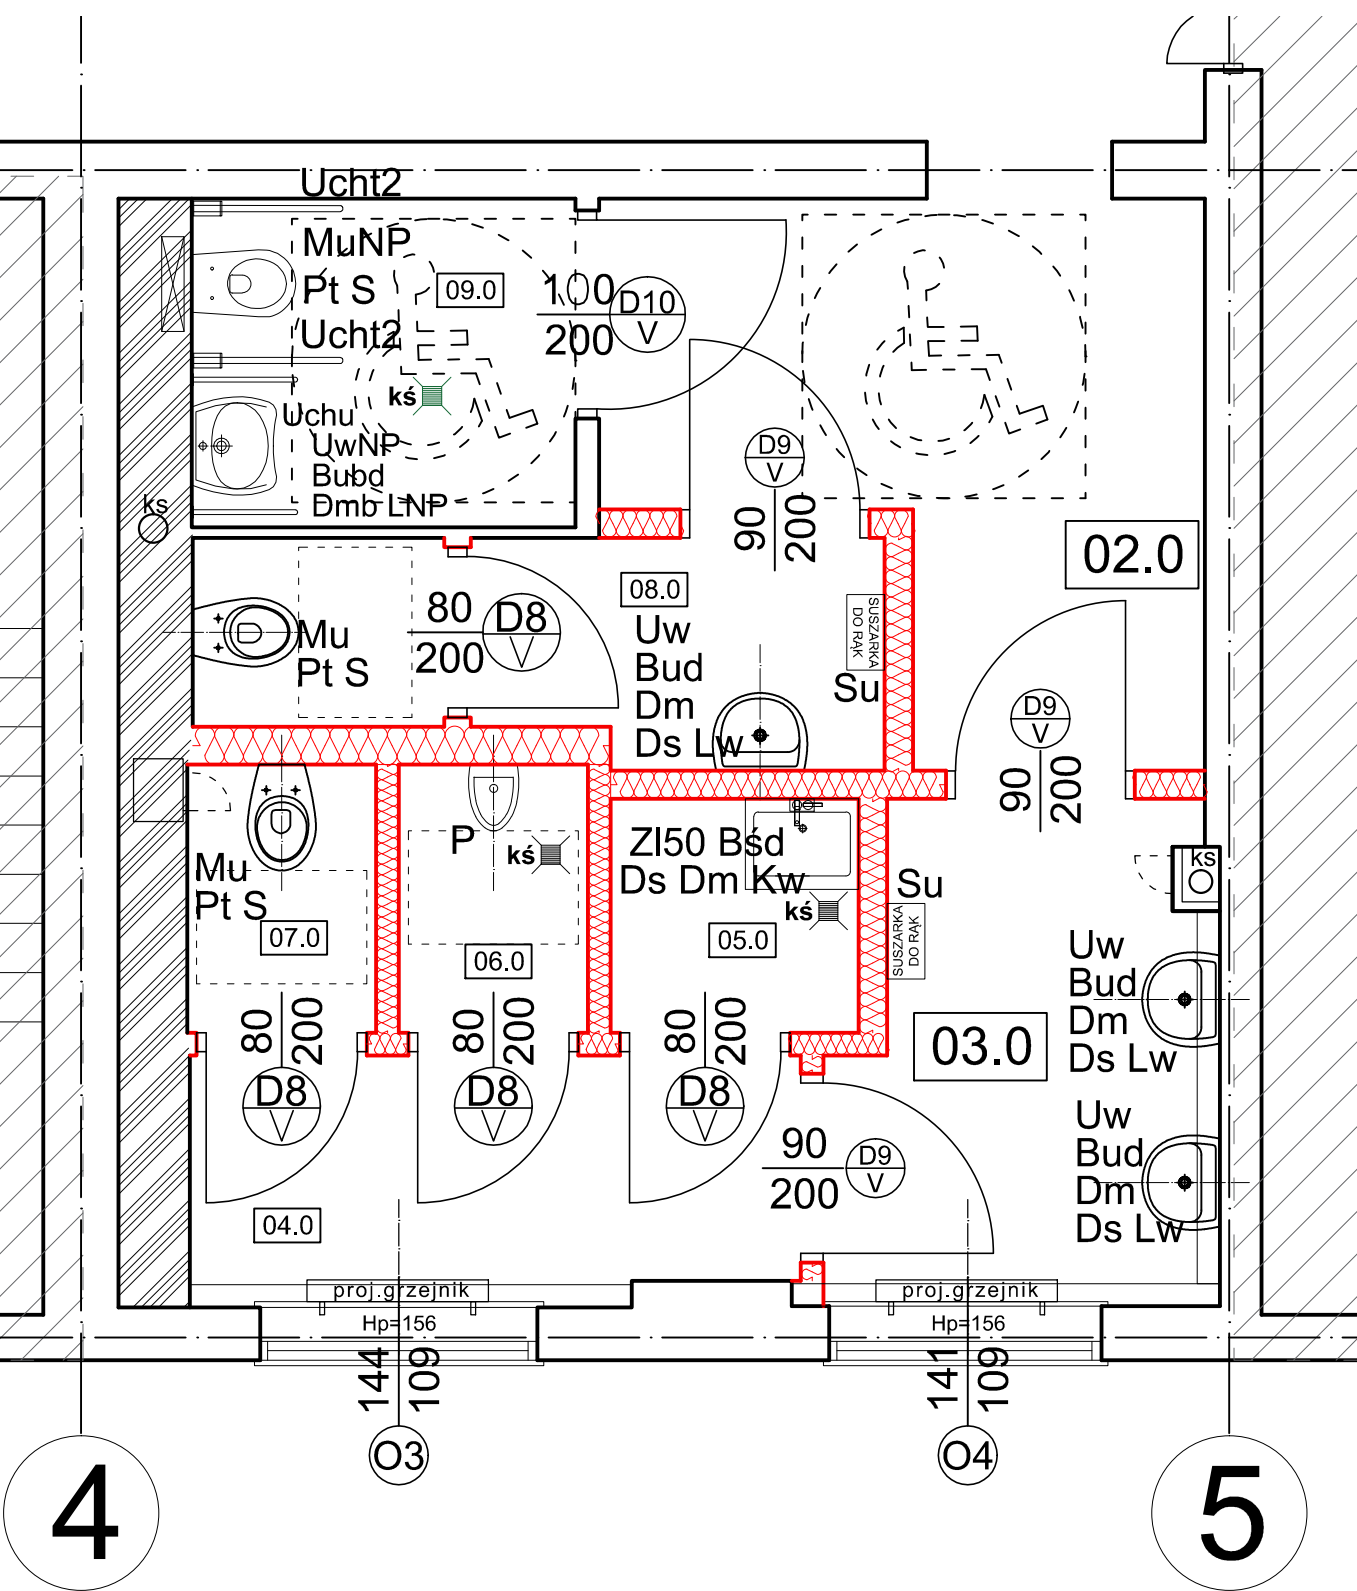 Ucht2
MuNP
Pt S
Ucht2
09.0
100
200
D10
V
kś
Uchu
UwNP
Bubd
Dmb LNP
ks
D9
V
90
200
02.0
Mu
Pt S
80
200
D8
V
08.0
Uw
Bud
Dm
Ds Lw
SUSZARKA
DO RĄK
Su
D9
V
90
200
Mu
Pt S
07.0
P
kś
06.0
Zl50 Bśd
Ds Dm Kw
kś
05.0
Su
SUSZARKA
DO RĄK
ks
Uw
Bud
Dm
Ds Lw
03.0
80
200
D8
V
80
200
D8
V
80
200
D8
V
Uw
Bud
Dm
Ds Lw
90
200
D9
V
04.0
proj.grzejnik
Hp=156
proj.grzejnik
Hp=156
144
109
141
109
O3
O4
4
5